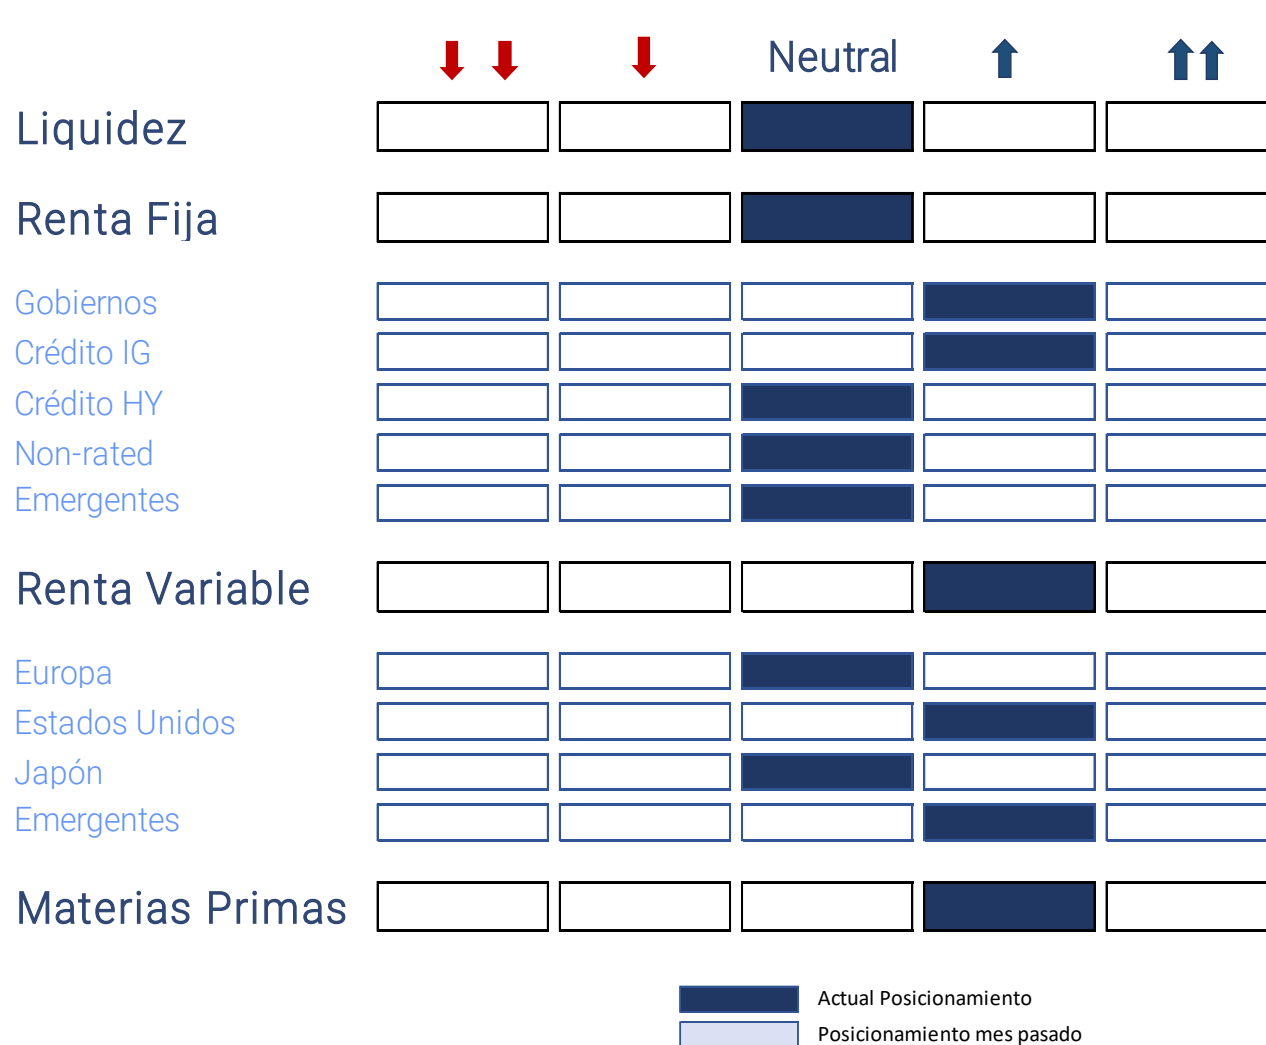 Neutral
Liquidez
Renta Fija
Gobiernos
Crédito IG
Crédito HY
Non-rated
Emergentes
Renta Variable
Europa
Estados Unidos
Japón
Emergentes
Materias Primas
Actual Posicionamiento
Posicionamiento mes pasado